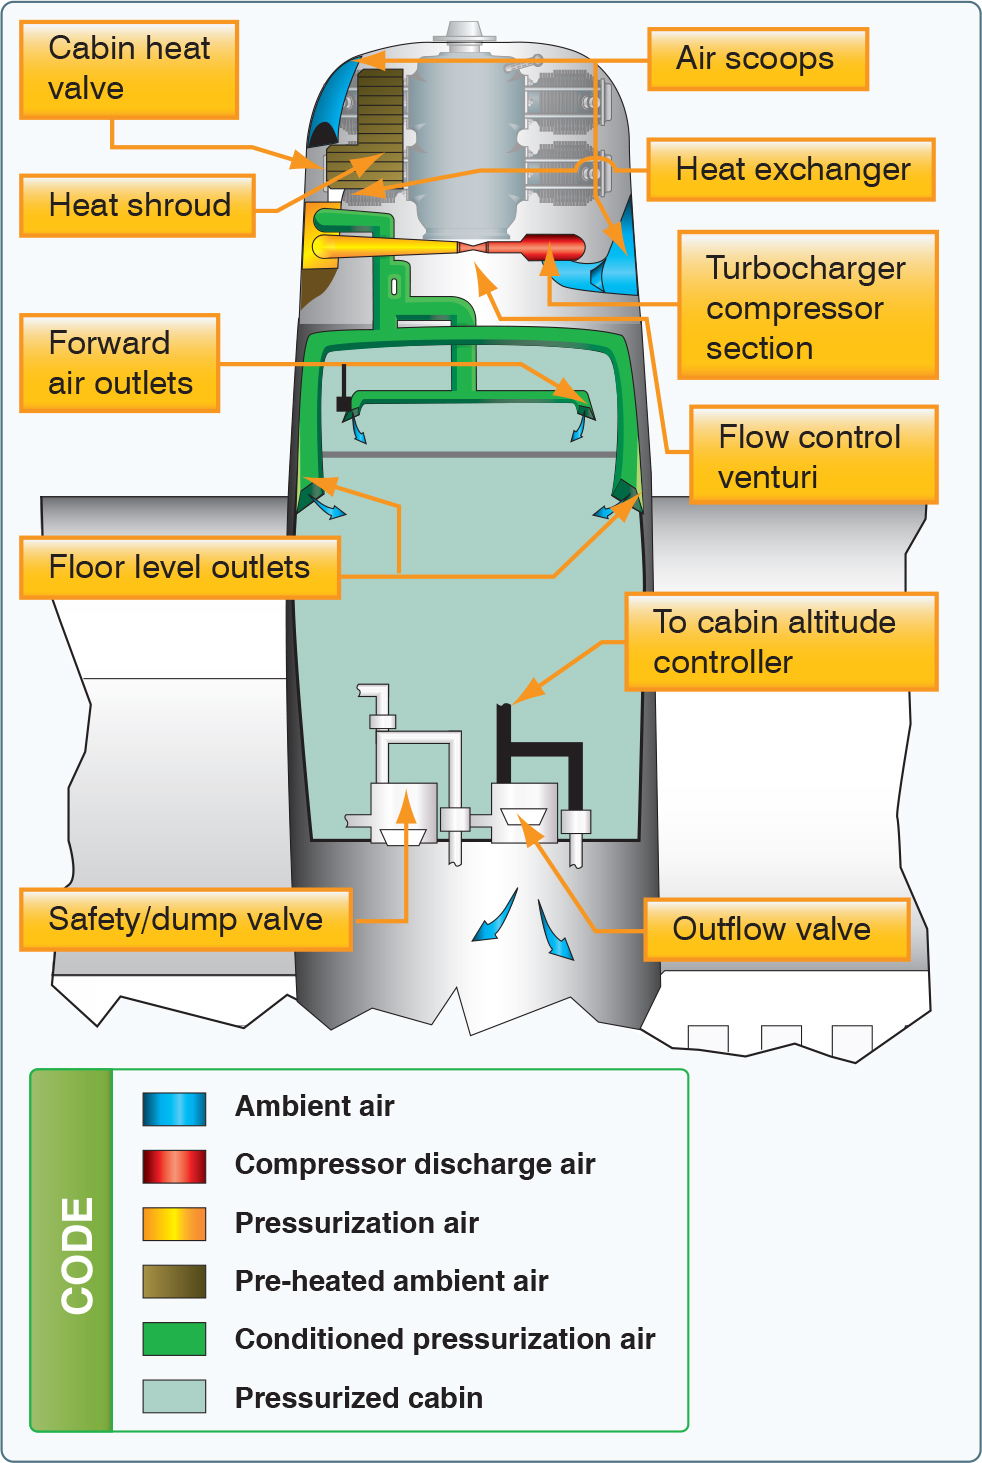 Cabin heat
valve
Air scoops
Heat shroud
Heat exchanger
Turbocharger
compressor
section
Forward
air outlets
Flow control
venturi
Floor level outlets
To cabin altitude
controller
Safety/dump valve
Outflow valve
CODE
Ambient air
Compressor discharge air
Pressurization air
Pre-heated ambient air
Conditioned pressurization air
Pressurized cabin